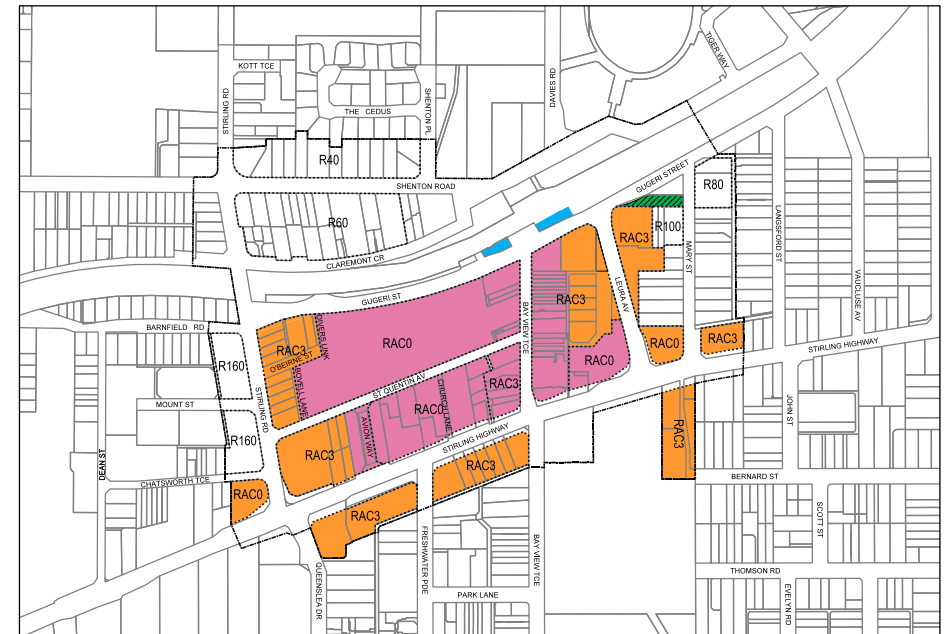 TIGER WAY
KOTT TCE
STIRLING RD
THE CEDUS
SHENTON PL
DAVIES RD
R40
SHENTON ROAD
GUGERI STREET
R80
R60
R100
RAC3
LANGSFORD ST
MARY ST
CLAREMONT CR
LEURA AV
VAUCLUSE AV
GUGERI ST
RAC3
BAY VIEW TCE
BARNFIELD RD
DIVERS LINK
RAC0
RAC0
RAC3
STIRLING HIGHWAY
RAC3
O'BEIRNE ST
R160
RAC0
BOVELL LANE
ST QUENTIN AV
RAC3
STIRLING RD
MOUNT ST
RAC0
CHURCH LANE
JOHN ST
AVION WAY
R160
STIRLING HIGHWAY
RAC3
RAC3
DEAN ST
RAC3
CHATSWORTH TCE
BERNARD ST
RAC0
RAC3
SCOTT ST
FRESHWATER PDE
BAY VIEW TCE
THOMSON RD
QUEENSLEA DR
PARK LANE
EVELYN RD